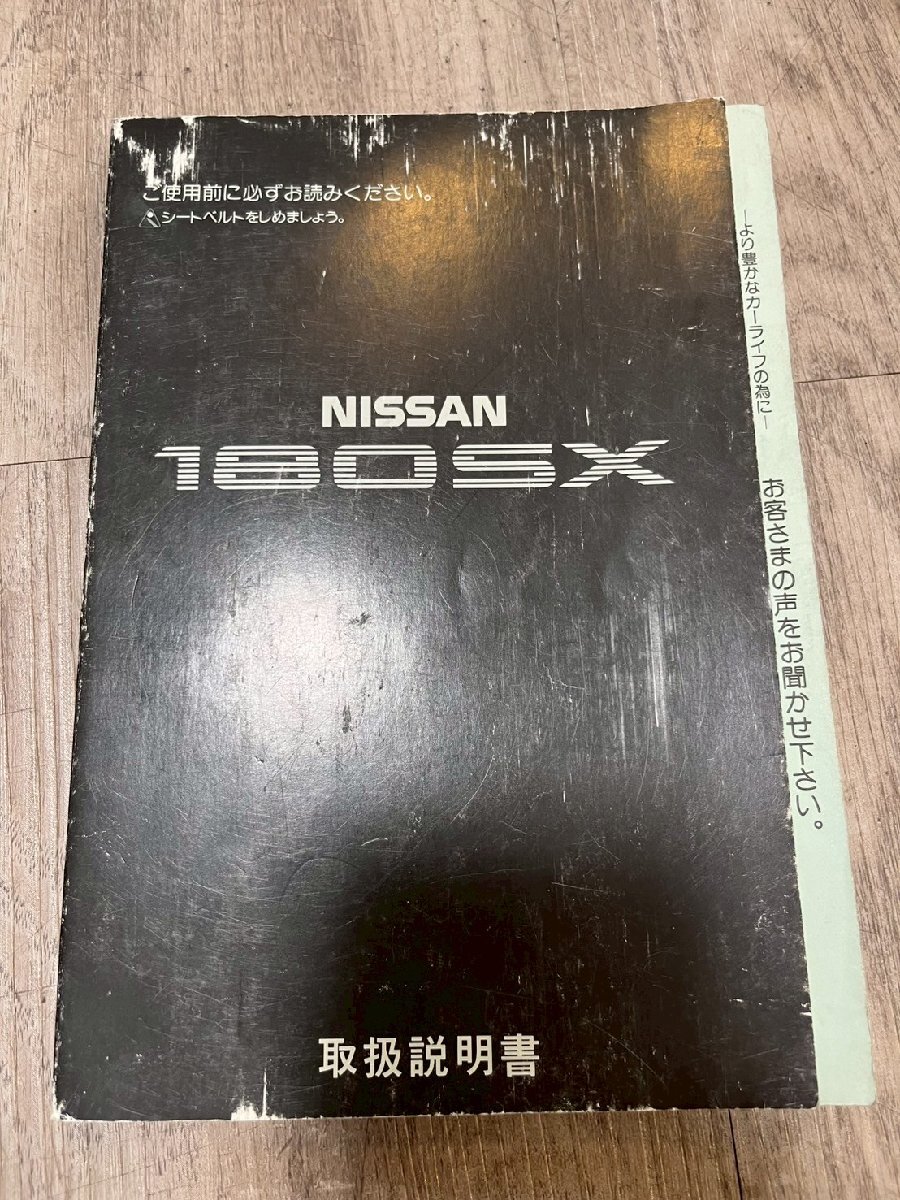 ご使用前に必ずお読みください。
シートベルトをしめましょう。
NISSAN
180SX
取扱説明書
―より豊かなカーライフの為に―
お客さまの声をお聞かせ下さい。